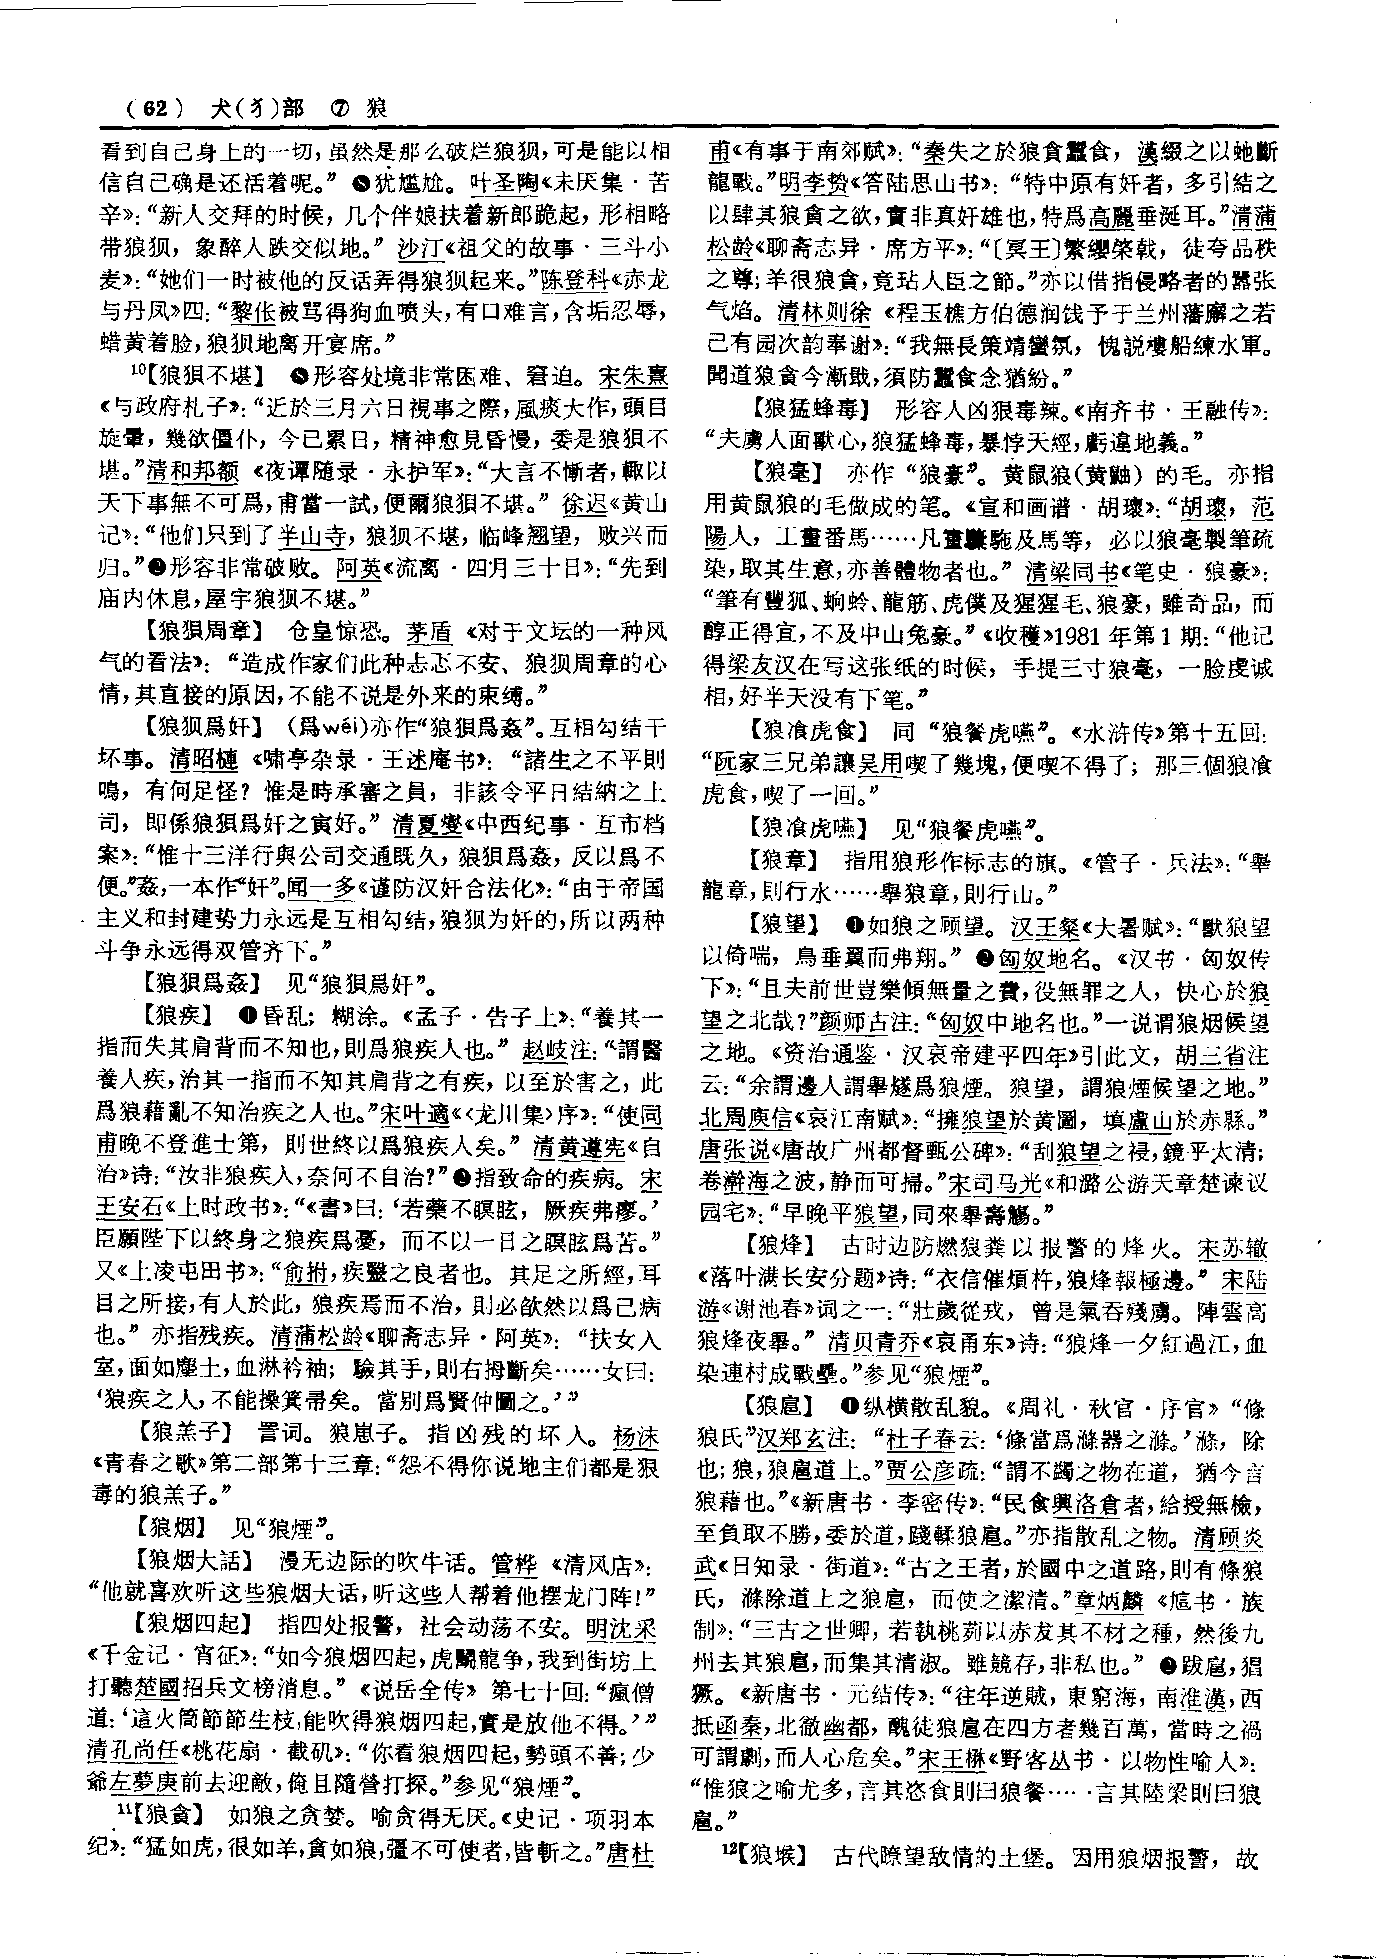 (62) 犬(犭)部 ⑦ 狼
看到自己身上的一切，虽然是那么破烂狼狈，可是能以相
信自己确是还活着呢。”❽犹尴尬。叶圣陶《未厌集·苦
辛》：“新人交拜的时候，几个伴娘扶着新郎跪起，形相略
带狼狈，象醉人跌交似地。”沙汀《祖父的故事·三斗小
麦》：“她们一时被他的反话弄得狼狈起来。”陈登科《赤龙
与丹凤》四：“黎伥被骂得狗血喷头，有口难言，含垢忍辱，
蜡黄着脸，狼狈地离开宴席。”
10【狼狽不堪】 ❶形容处境非常困难、窘迫。宋朱熹
《与政府札子》：“近於三月六日視事之際，風痰大作，頭目
旋暈，幾欲僵仆，今已累日，精神愈見昏慢，委是狼狽不
堪。”清和邦额《夜谭随录·永护军》：“大言不慚者，輒以
天下事無不可爲，甫當一試，便爾狼狽不堪。”徐迟《黄山
记》：“他们只到了半山寺，狼狈不堪，临峰翘望，败兴而
归。”❷形容非常破败。阿英《流离·四月三十日》：“先到
庙内休息，屋宇狼狈不堪。”
【狼狽周章】 仓皇惊恐。茅盾《对于文坛的一种风
气的看法》：“造成作家们此种忐忑不安、狼狈周章的心
情，其直接的原因，不能不说是外来的束缚。”
【狼狈爲奸】 (爲wéi)亦作“狼狽爲姦”。互相勾结干
坏事。清昭槤《啸亭杂录·王述庵书》：“諸生之不平則
鳴，有何足怪？惟是時承審之員，非該令平日結納之上
司，即係狼狽爲奸之寅好。”清夏燮《中西纪事·互市档
案》：“惟十三洋行與公司交通既久，狼狽爲姦，反以爲不
便。”姦，一本作“奸”。闻一多《谨防汉奸合法化》：“由于帝国
主义和封建势力永远是互相勾结，狼狈为奸的，所以两种
斗争永远得双管齐下。”
【狼狽爲姦】 见“狼狽爲奸”。
【狼疾】 ❶昏乱；糊涂。《孟子·告子上》：“養其一
指而失其肩背而不知也，則爲狼疾人也。”赵岐注：“謂醫
養人疾，治其一指而不知其肩背之有疾，以至於害之，此
爲狼藉亂不知治疾之人也。”宋叶適《〈龙川集〉序》：“使同
甫晚不登進士第，則世終以爲狼疾人矣。”清黄遵宪《自
治》诗：“汝非狼疾人，奈何不自治？”❷指致命的疾病。宋
王安石《上时政书》：“《書》曰：‘若藥不瞑眩，厥疾弗廖。’
臣願陛下以終身之狼疾爲憂，而不以一日之瞑眩爲苦。”
又《上凌屯田书》：“俞拊，疾毉之良者也。其足之所經，耳
目之所接，有人於此，狼疾焉而不治，則必欿然以爲己病
也。”亦指残疾。清蒲松龄《聊斋志异·阿英》：“扶女入
室，面如塵土，血淋衿袖；驗其手，則右拇斷矣……女曰：
‘狼疾之人，不能操箕帚矣。當别爲賢仲圖之。’”
【狼羔子】 詈词。狼崽子。指凶残的坏人。杨沫
《青春之歌》第二部第十三章：“怨不得你说地主们都是狠
毒的狼羔子。”
【狼烟】 见“狼煙”。
【狼烟大話】 漫无边际的吹牛话。管桦《清风店》：
“他就喜欢听这些狼烟大话，听这些人帮着他摆龙门阵！”
【狼烟四起】 指四处报警，社会动荡不安。明沈采
《千金记·宵征》：“如今狼烟四起，虎鬭龍争，我到街坊上
打聽楚國招兵文榜消息。”《说岳全传》第七十回：“瘋僧
道：‘這火筒節節生枝，能吹得狼烟四起，實是放他不得。’”
清孔尚任《桃花扇·截矶》：“你看狼烟四起，勢頭不善；少
爺左夢庚前去迎敵，俺且隨營打探。”参见“狼煙”。
11【狼貪】 如狼之贪婪。喻贪得无厌。《史记·项羽本
纪》：“猛如虎，很如羊，貪如狼，彊不可使者，皆斬之。”唐杜
甫《有事于南郊赋》：“秦失之於狼貪蠶食，漢綴之以虵斷
龍戰。”明李贽《答陆思山书》：“特中原有奸者，多引結之
以肆其狼貪之欲，實非真奸雄也，特爲高麗垂涎耳。”清蒲
松龄《聊斋志异·席方平》：“〔冥王〕繁纓棨戟，徒夸品秩
之尊；羊很狼貪，竟玷人臣之節。”亦以借指侵略者的嚣张
气焰。清林则徐《程玉樵方伯德润饯予于兰州藩廨之若
己有园次韵奉谢》：“我無長策靖蠻氛，愧説樓船練水軍。
聞道狼貪今漸戢，須防蠶食念猶紛。”
【狼猛蜂毒】 形容人凶狠毒辣。《南齐书·王融传》：
“夫虜人面獸心，狼猛蜂毒，暴悖天經，虧違地義。”
【狼毫】 亦作“狼豪”。黄鼠狼(黄鼬)的毛。亦指
用黄鼠狼的毛做成的笔。《宣和画谱·胡瓌》：“胡瓌，范
陽人，工畫番馬……凡畫驝駞及馬等，必以狼毫製筆疏
染，取其生意，亦善體物者也。”清梁同书《笔史·狼豪》：
“筆有豐狐、蚼蛉、龍筋、虎僕及猩猩毛、狼豪，雖奇品，而
醇正得宜，不及中山兔豪。”《收穫》1981年第1期：“他记
得梁友汉在写这张纸的时候，手提三寸狼毫，一脸虔诚
相，好半天没有下笔。”
【狼飡虎食】 同“狼餐虎嚥”。《水浒传》第十五回：
“阮家三兄弟讓吴用喫了幾塊，便喫不得了；那三個狼飡
虎食，喫了一回。”
【狼飡虎嚥】 见“狼餐虎嚥”。
【狼章】 指用狼形作标志的旗。《管子·兵法》：“舉
龍章，則行水……舉狼章，則行山。”
【狼望】 ❶如狼之顾望。汉王粲《大暑赋》：“獸狼望
以倚喘，鳥垂翼而弗翔。”❷匈奴地名。《汉书·匈奴传
下》：“且夫前世豈樂傾無量之費，役無罪之人，快心於狼
望之北哉？”颜师古注：“匈奴中地名也。”一说谓狼烟候望
之地。《资治通鉴·汉哀帝建平四年》引此文，胡三省注
云：“余謂邊人謂舉燧爲狼煙。狼望，謂狼煙候望之地。”
北周庾信《哀江南赋》：“擁狼望於黄圖，填盧山於赤縣。”
唐张说《唐故广州都督甄公碑》：“刮狼望之祲，鏡乎太清；
卷澣海之波，静而可掃。”宋司马光《和潞公游天章楚谏议
园宅》：“早晚平狼望，同來舉壽觴。”
【狼烽】 古时边防燃狼粪以报警的烽火。宋苏辙
《落叶满长安分题》诗：“衣信催煩杵，狼烽報極邊。”宋陆
游《谢池春》词之一：“壯歲從戎，曾是氣吞殘虜。陣雲高
狼烽夜舉。”清贝青乔《哀甬东》诗：“狼烽一夕紅過江，血
染連村成戰壘。”参见“狼煙”。
【狼扈】 ❶纵横散乱貌。《周礼·秋官·序官》“條
狼氏”汉郑玄注：“杜子春云：‘條當爲滌器之滌。’滌，除
也；狼，狼扈道上。”贾公彦疏：“謂不蠲之物在道，猶今言
狼藉也。”《新唐书·李密传》：“民食興洛倉者，給授無檢，
至負取不勝，委於道，踐轢狼扈。”亦指散乱之物。清顾炎
武《日知录·街道》：“古之王者，於國中之道路，則有條狼
氏，滌除道上之狼扈，而使之潔清。”章炳麟《訄书·族
制》：“三古之世卿，若執桃茢以赤犮其不材之種，然後九
州去其狼扈，而集其清淑。雖競存，非私也。”❷跋扈，猖
獗。《新唐书·元结传》：“往年逆賊，東窮海，南淮漢，西
抵函秦，北徹幽都，醜徒狼扈在四方者幾百萬，當時之禍
可謂劇，而人心危矣。”宋王楙《野客丛书·以物性喻人》：
“惟狼之喻尤多，言其恣食則曰狼餐……言其陸梁則曰狼
扈。”
12【狼堠】 古代瞭望敌情的土堡。因用狼烟报警，故